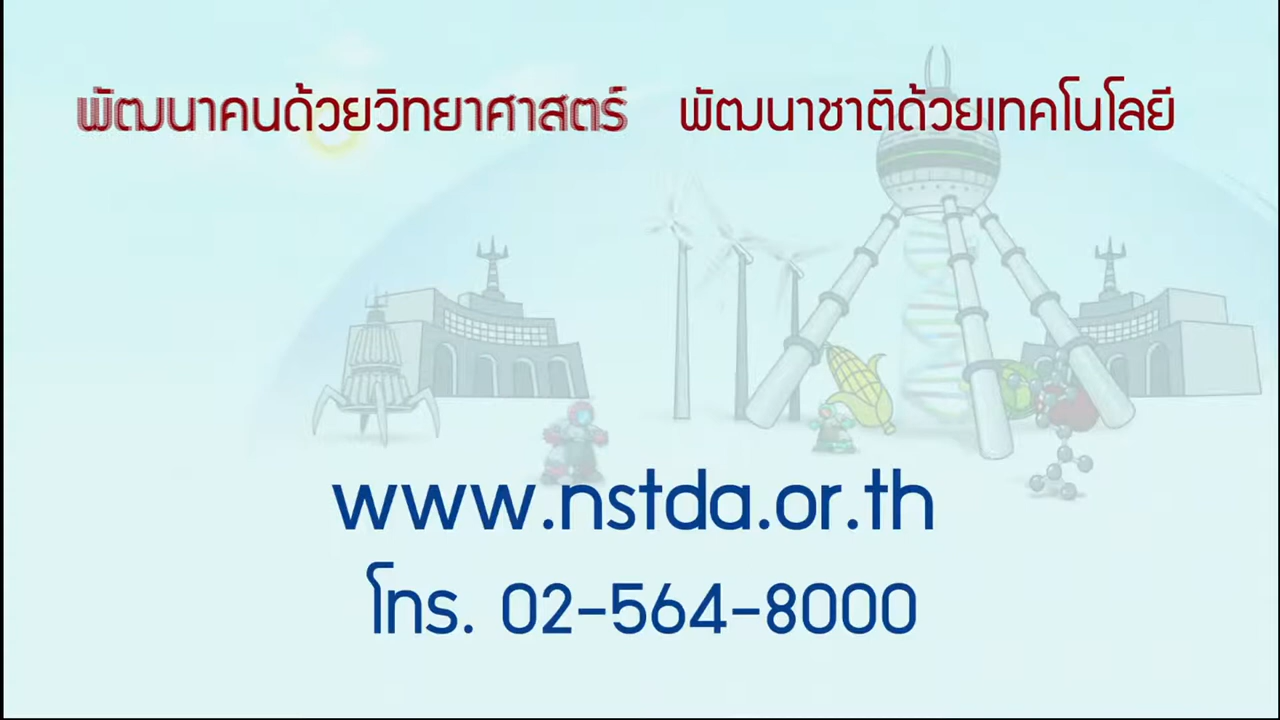 พัฒนาคนด้วยวิทยาศาสตร์ พัฒนาชาติด้วยเทคโนโลยี
www.nstda.or.th
โทร. 02-564-8000